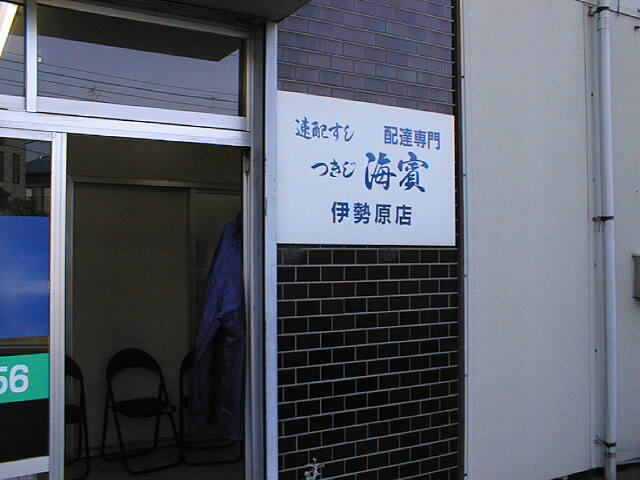 速配すし 配達専門
つきじ 海賓
伊勢原店
56